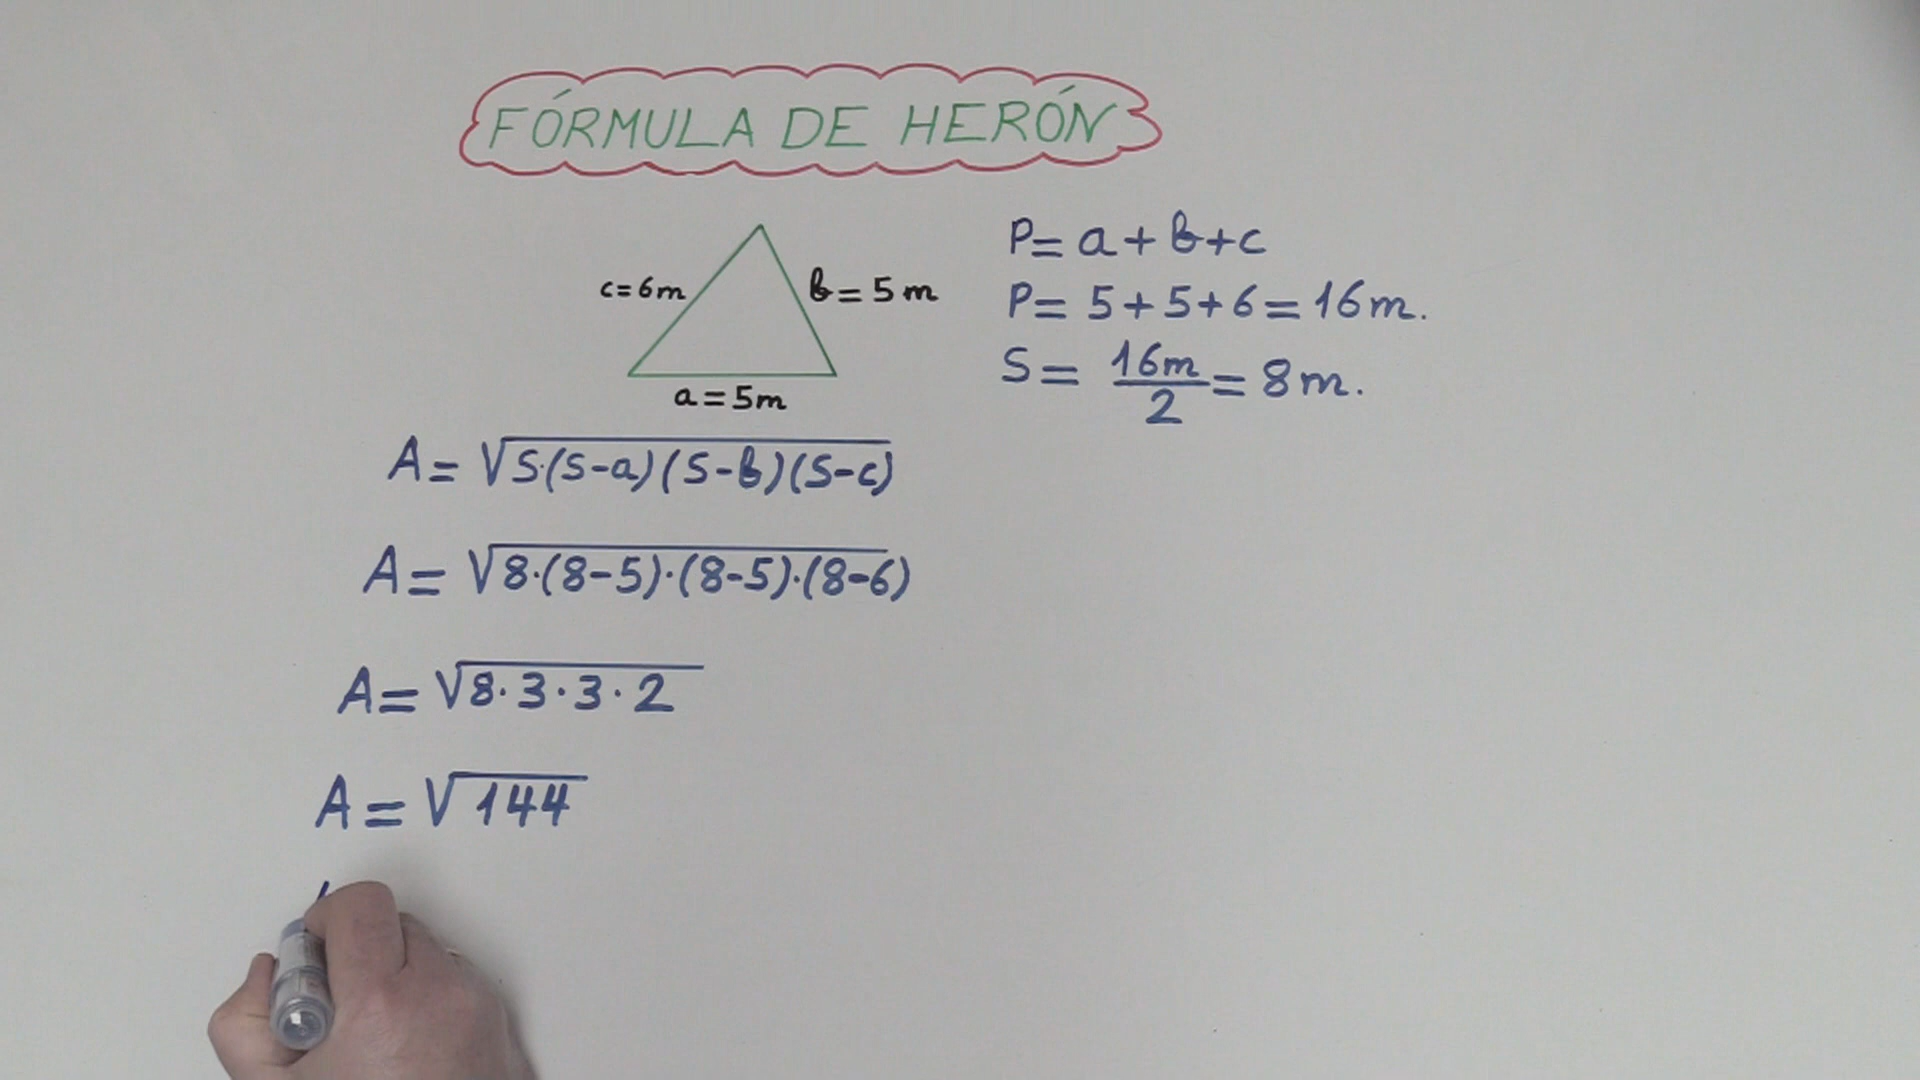 FÓRMULA DE HERÓN
c=6m
b=5m
a=5m
P=a+b+c
P=5+5+6=16m.
S=16m/2=8m.
A=√S·(S-a)(S-b)(S-c)
A=√8·(8-5)·(8-5)·(8-6)
A=√8·3·3·2
A=√144